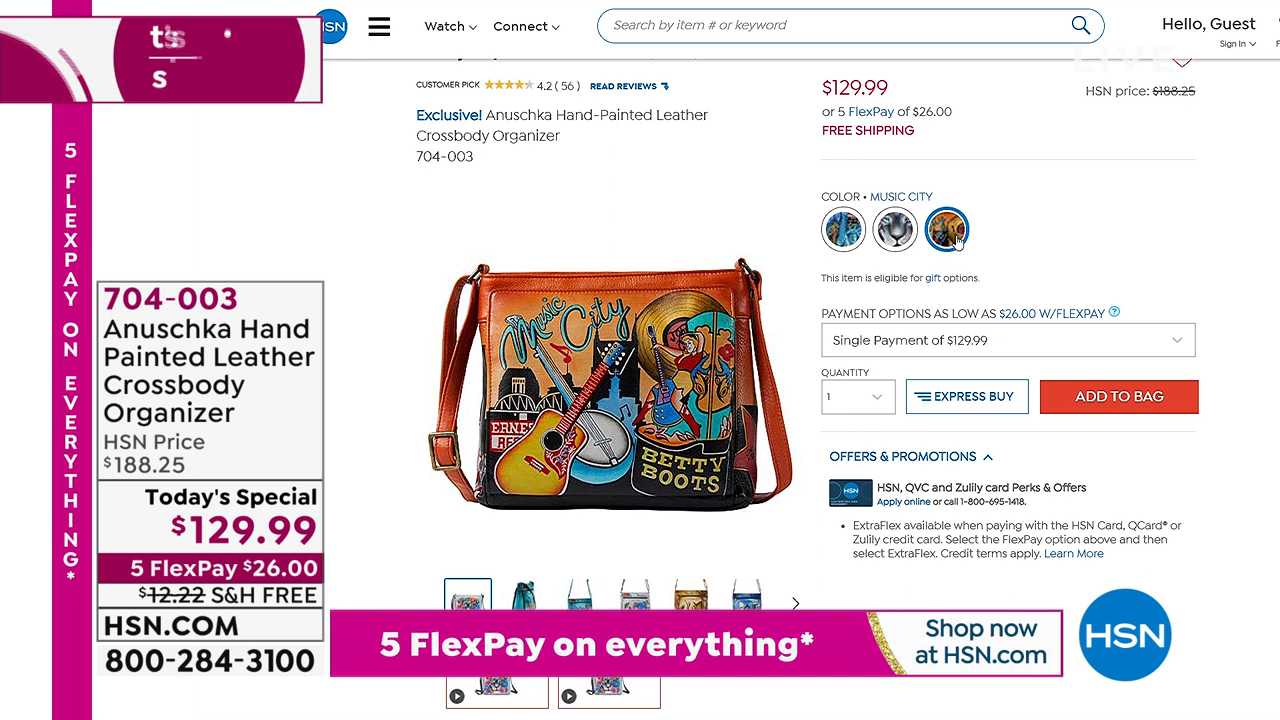 t's
s
HSN
Watch
Connect
Search by item # or keyword
Hello, Guest
Sign In
F
LIVE
5 FLEXPAY ON EVERYTHING*
CUSTOMER PICK
4.2 ( 56 )
READ REVIEWS
Exclusive! Anuschka Hand-Painted Leather
Crossbody Organizer
704-003
$129.99
HSN price: $188.25
or 5 FlexPay of $26.00
FREE SHIPPING
COLOR • MUSIC CITY
This item is eligible for gift options.
PAYMENT OPTIONS AS LOW AS $26.00 W/FLEXPAY
Single Payment of $129.99
QUANTITY
1
EXPRESS BUY
ADD TO BAG
OFFERS & PROMOTIONS
HSN
HSN, QVC and Zulily card Perks & Offers
Apply online or call 1-800-695-1418.
• ExtraFlex available when paying with the HSN Card, QCard® or
Zulily credit card. Select the FlexPay option above and then
select ExtraFlex. Credit terms apply. Learn More
Music
City
ERNES
RE
BETTY
BOOTS
704-003
Anuschka Hand
Painted Leather
Crossbody
Organizer
HSN Price
$188.25
Today's Special
$129.99
5 FlexPay $26.00
$12.22 S&H FREE
HSN.COM
800-284-3100
5 FlexPay on everything*
Shop now
at HSN.com
HSN